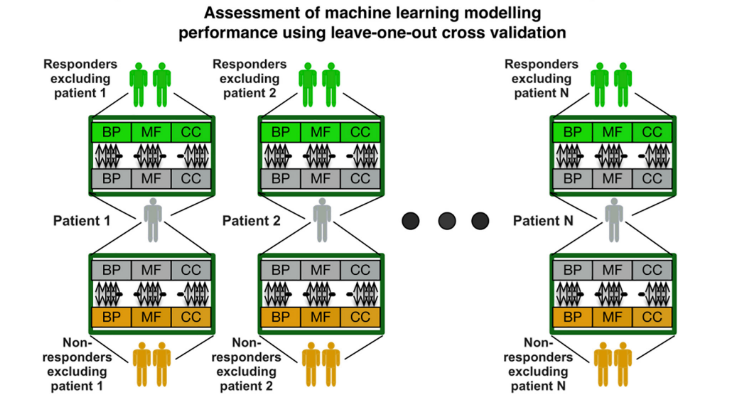 Assessment of machine learning modelling
performance using leave-one-out cross validation
Responders
excluding
patient 1
Responders
excluding
patient 2
Responders
excluding
patient N
BP MF CC
BP MF CC
BP MF CC
BP MF CC
BP MF CC
BP MF CC
Patient 1
Patient 2
Patient N
BP MF CC
BP MF CC
BP MF CC
BP MF CC
BP MF CC
BP MF CC
Non-
responders
excluding
patient 1
Non-
responders
excluding
patient 2
Non-
responders
excluding
patient N